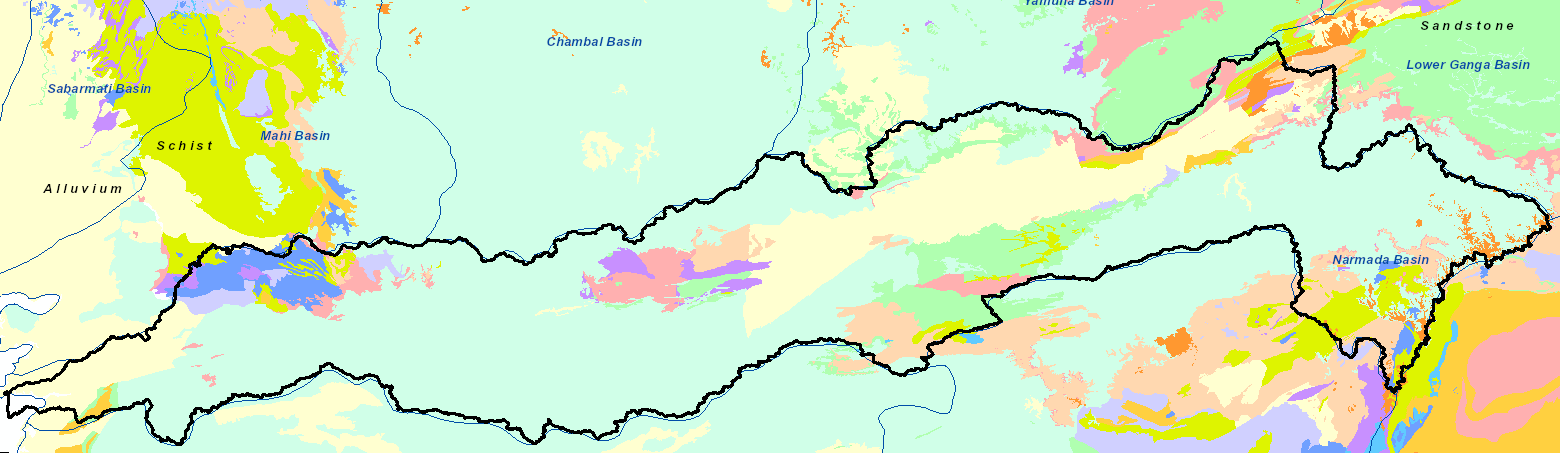 Yamuna Basin
Sandstone
Chambal Basin
Lower Ganga Basin
Sabarmati Basin
Mahi Basin
Schist
Alluvium
Narmada Basin